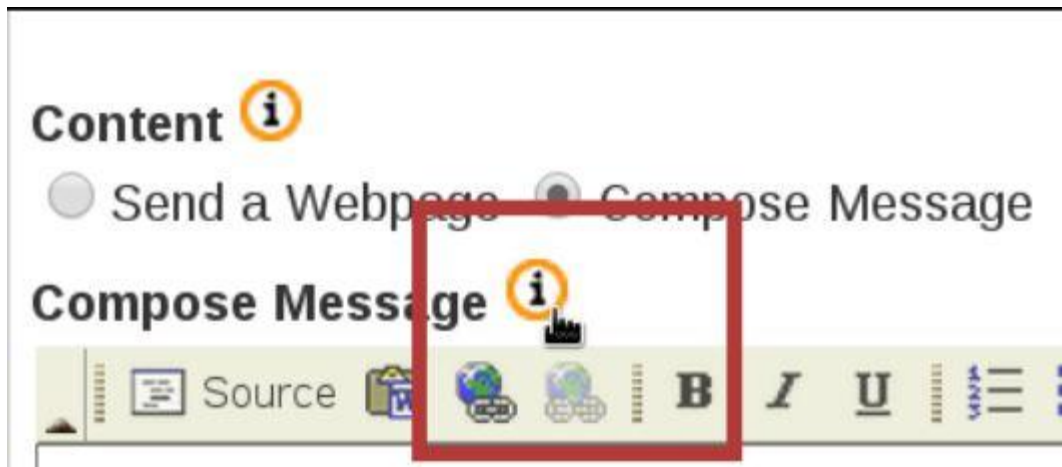 Content i
Send a Webpage Compose Message
Compose Message i
Source W B I U